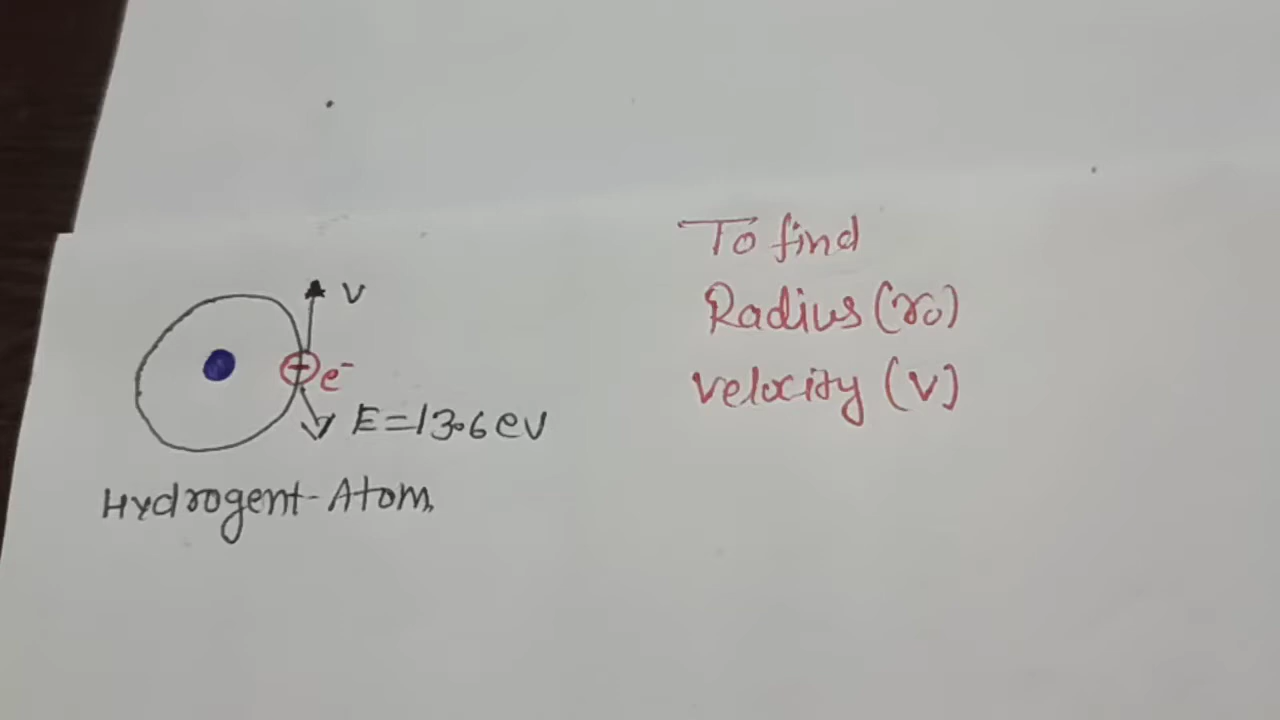 V
e⁻
E=13.6eV
Hydrogent-Atom
To find
Radius (r₀)
velocity (V)